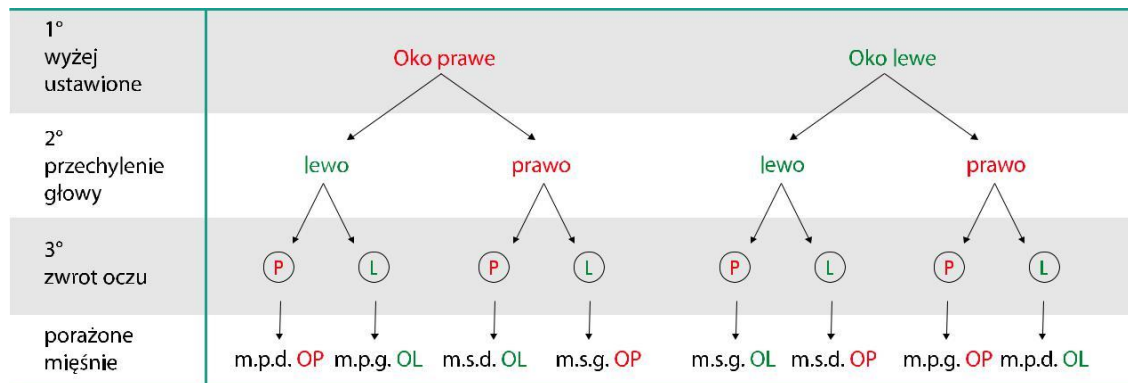 1°
wyżej
ustawione
Oko prawe
Oko lewe
2°
przechylenie
głowy
lewo
prawo
lewo
prawo
3°
zwrot oczu
P
L
P
L
P
L
P
L
porażone
mięśnie
m.p.d. OP
m.p.g. OL
m.s.d. OL
m.s.g. OP
m.s.g. OL
m.s.d. OP
m.p.g. OP
m.p.d. OL